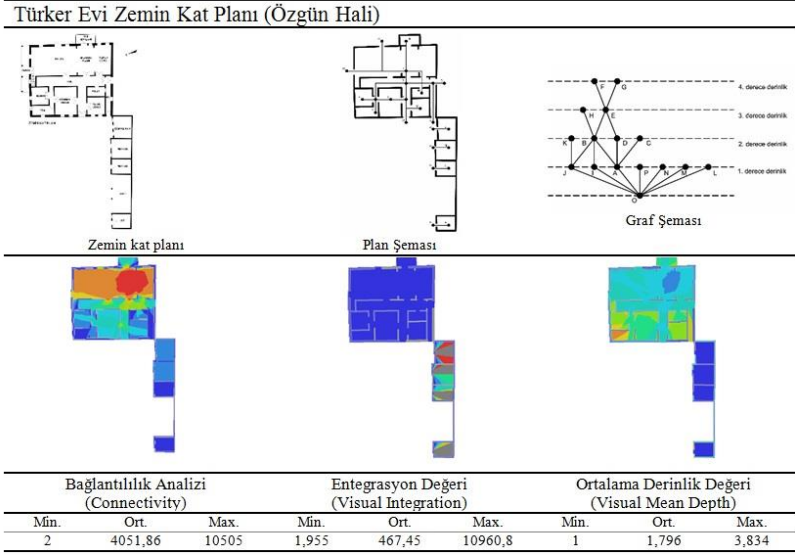 Türker Evi Zemin Kat Planı (Özgün Hali)
F G
4. derece derinlik
H E
3. derece derinlik
K B D C
2. derece derinlik
J I A P N M L
1. derece derinlik
O
Zemin kat planı
Plan Şeması
Graf Şeması
Bağlantılılık Analizi
(Connectivity)
Entegrasyon Değeri
(Visual Integration)
Ortalama Derinlik Değeri
(Visual Mean Depth)
Min. Ort. Max. Min. Ort. Max. Min. Ort. Max.
2 4051,86 10505 1,955 467,45 10960,8 1 1,796 3,834